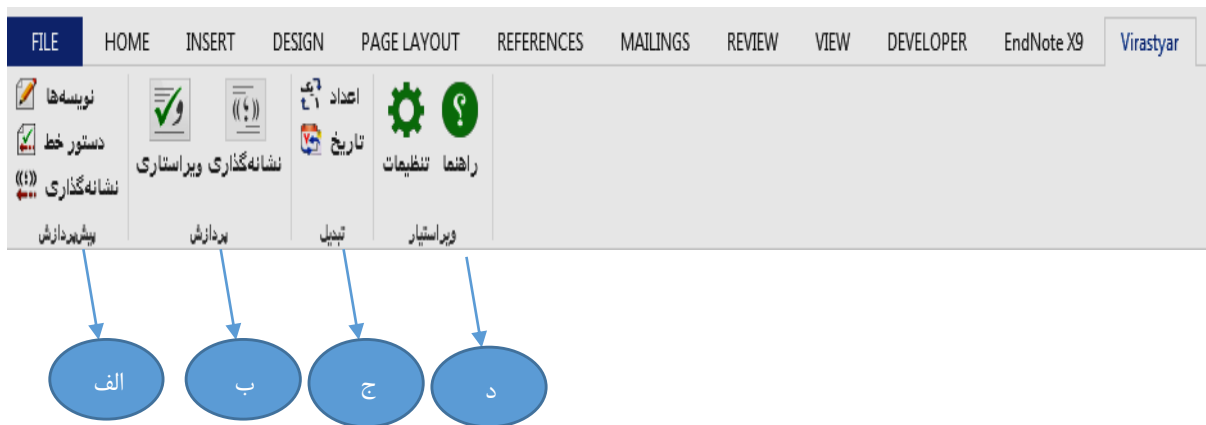 FILE HOME INSERT DESIGN PAGE LAYOUT REFERENCES MAILINGS REVIEW VIEW DEVELOPER EndNote X9 Virastyar
نویسه‌ها
دستور خط
نشانه‌گذاری
پیش‌پردازش
نشانه‌گذاری
ویراستاری
پردازش
اعداد
تاریخ
تبدیل
راهنما
تنظیمات
ویراستیار
الف
ب
ج
د